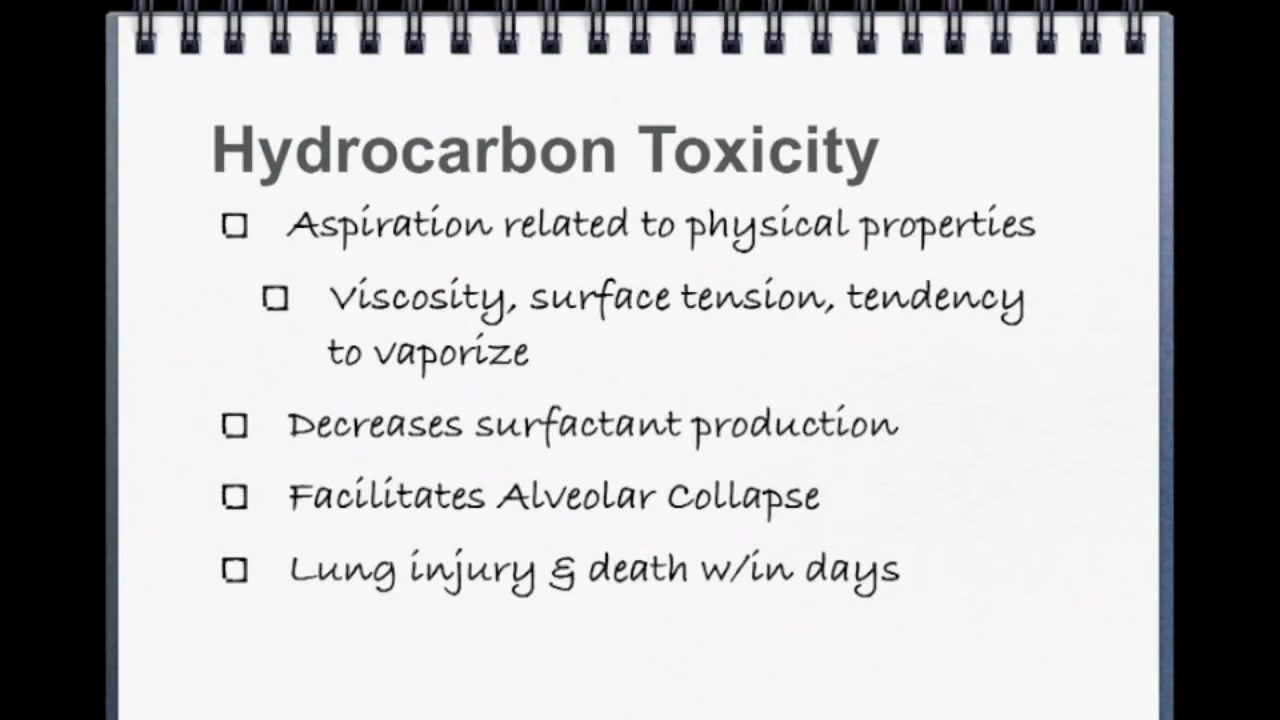 Hydrocarbon Toxicity
Aspiration related to physical properties
Viscosity, surface tension, tendency
to vaporize
Decreases surfactant production
Facilitates Alveolar Collapse
Lung injury & death w/in days